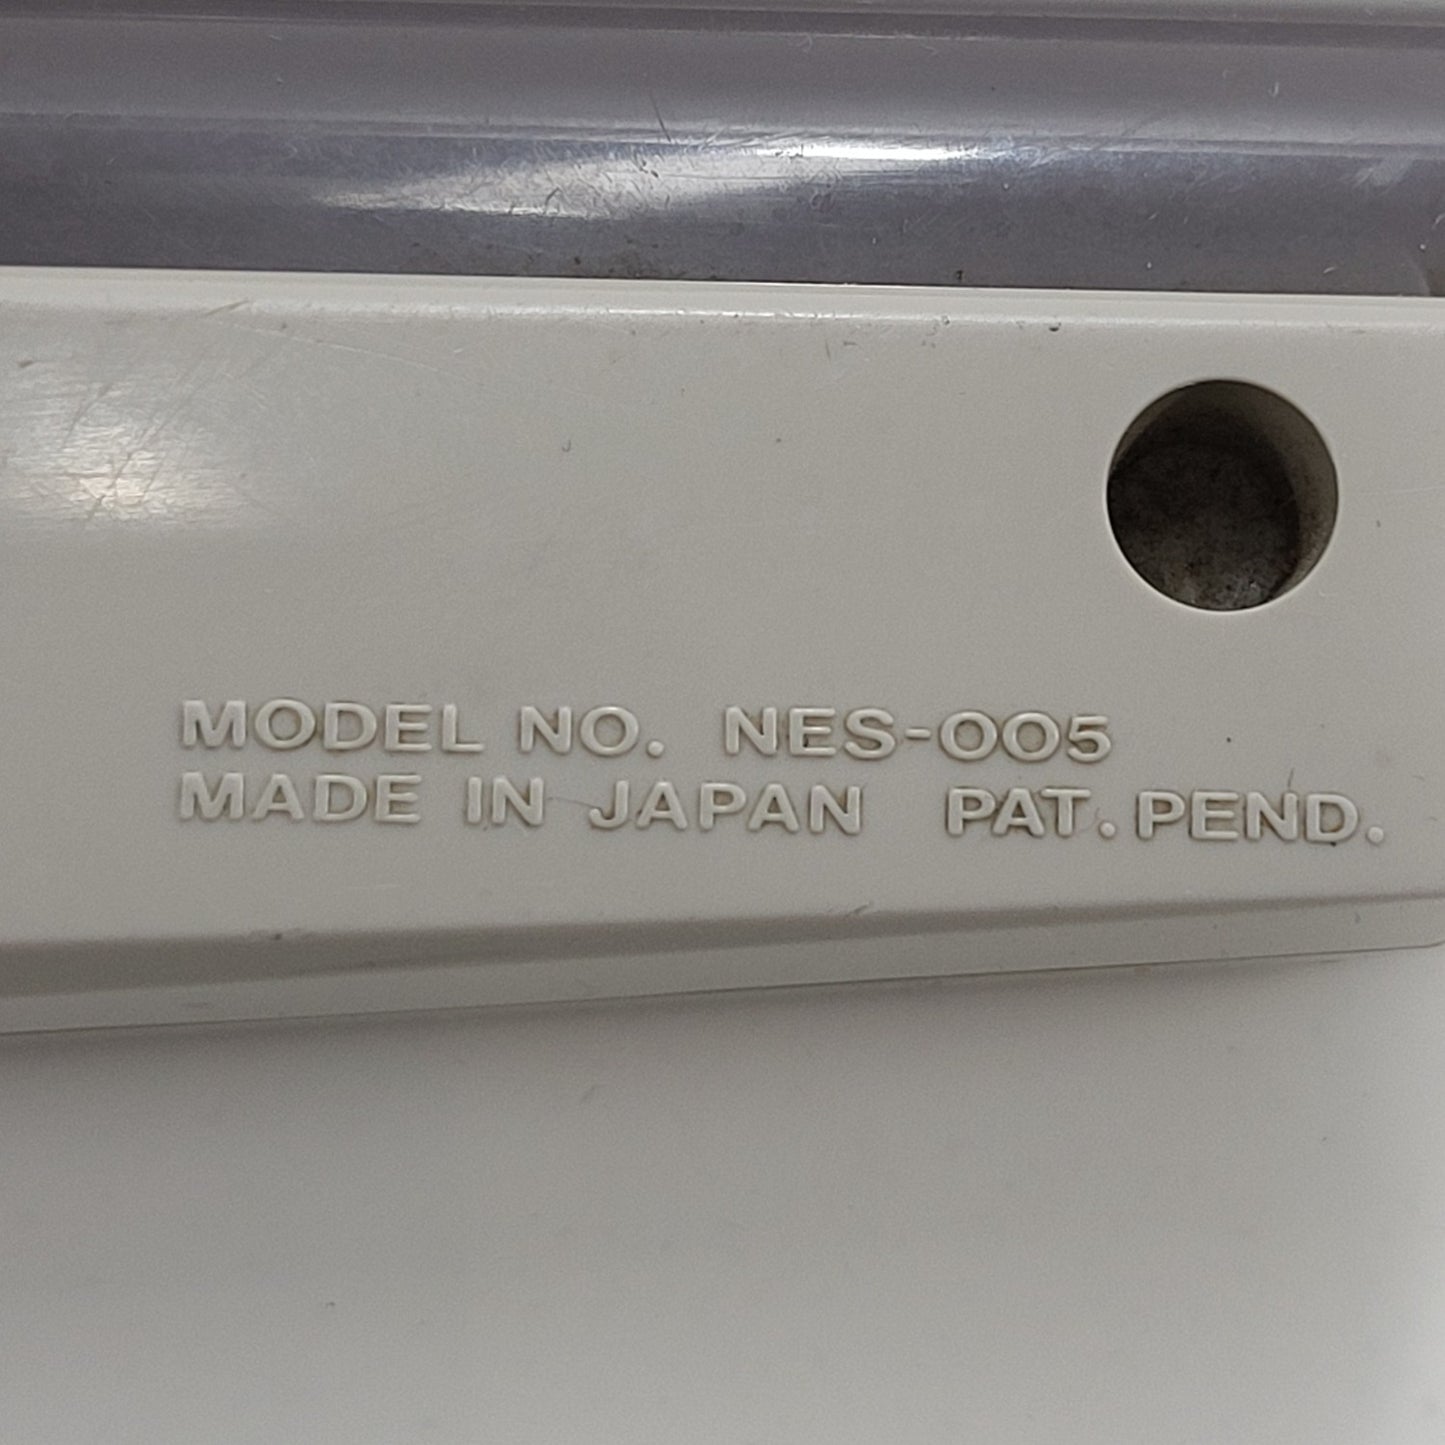 MODEL NO. NES-005
MADE IN JAPAN PAT. PEND.